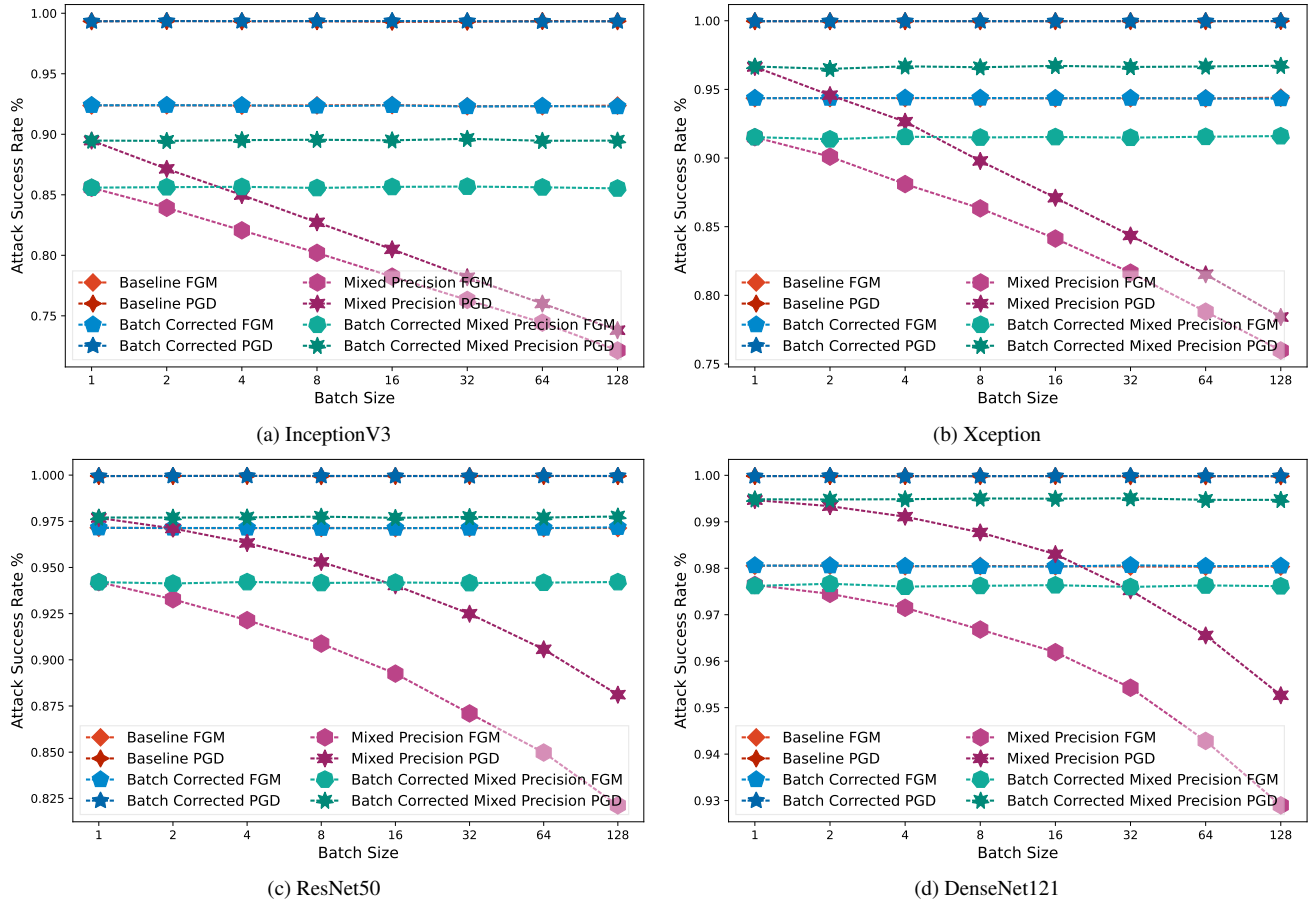 1.00
0.95
0.90
0.85
0.80
0.75
Attack Success Rate %
Baseline FGM
Baseline PGD
Batch Corrected FGM
Batch Corrected PGD
Mixed Precision FGM
Mixed Precision PGD
Batch Corrected Mixed Precision FGM
Batch Corrected Mixed Precision PGD
1 2 4 8 16 32 64 128
Batch Size
(a) InceptionV3
1.00
0.95
0.90
0.85
0.80
0.75
Attack Success Rate %
Baseline FGM
Baseline PGD
Batch Corrected FGM
Batch Corrected PGD
Mixed Precision FGM
Mixed Precision PGD
Batch Corrected Mixed Precision FGM
Batch Corrected Mixed Precision PGD
1 2 4 8 16 32 64 128
Batch Size
(b) Xception
1.000
0.975
0.950
0.925
0.900
0.875
0.850
0.825
Attack Success Rate %
Baseline FGM
Baseline PGD
Batch Corrected FGM
Batch Corrected PGD
Mixed Precision FGM
Mixed Precision PGD
Batch Corrected Mixed Precision FGM
Batch Corrected Mixed Precision PGD
1 2 4 8 16 32 64 128
Batch Size
(c) ResNet50
1.00
0.99
0.98
0.97
0.96
0.95
0.94
0.93
Attack Success Rate %
Baseline FGM
Baseline PGD
Batch Corrected FGM
Batch Corrected PGD
Mixed Precision FGM
Mixed Precision PGD
Batch Corrected Mixed Precision FGM
Batch Corrected Mixed Precision PGD
1 2 4 8 16 32 64 128
Batch Size
(d) DenseNet121